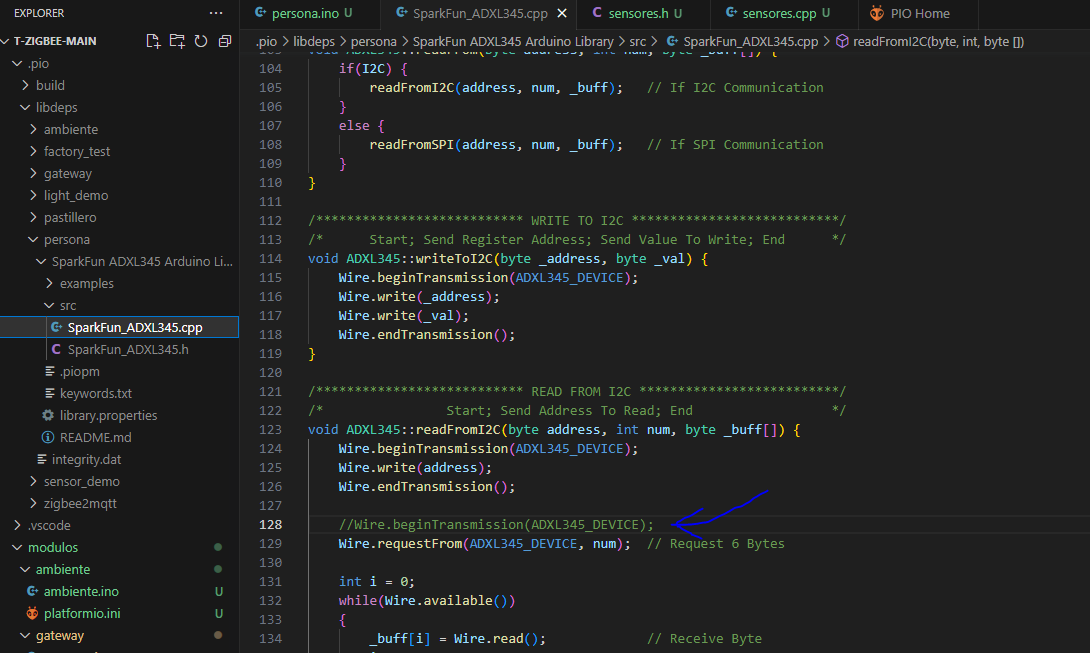 EXPLORER
T-ZIGBEE-MAIN
.pio
build
libdeps
ambiente
factory_test
gateway
light_demo
pastillero
persona
SparkFun ADXL345 Arduino Li...
examples
src
SparkFun_ADXL345.cpp
SparkFun_ADXL345.h
.piopm
keywords.txt
library.properties
README.md
integrity.dat
sensor_demo
zigbee2mqtt
.vscode
modulos
ambiente
ambiente.ino U
platformio.ini U
gateway
persona.ino U SparkFun_ADXL345.cpp sensores.h U sensores.cpp U PIO Home
.pio > libdeps > persona > SparkFun ADXL345 Arduino Library > src > SparkFun_ADXL345.cpp > readFromI2C(byte, int, byte [])
104 if(I2C) {
105 readFromI2C(address, num, _buff); // If I2C Communication
106 }
107 else {
108 readFromSPI(address, num, _buff); // If SPI Communication
109 }
110 }
111
112 /*************************** WRITE TO I2C ***************************/
113 /* Start; Send Register Address; Send Value To Write; End */
114 void ADXL345::writeToI2C(byte _address, byte _val) {
115 Wire.beginTransmission(ADXL345_DEVICE);
116 Wire.write(_address);
117 Wire.write(_val);
118 Wire.endTransmission();
119 }
120
121 /*************************** READ FROM I2C **************************/
122 /* Start; Send Address To Read; End */
123 void ADXL345::readFromI2C(byte address, int num, byte _buff[]) {
124 Wire.beginTransmission(ADXL345_DEVICE);
125 Wire.write(address);
126 Wire.endTransmission();
127
128 //Wire.beginTransmission(ADXL345_DEVICE);
129 Wire.requestFrom(ADXL345_DEVICE, num); // Request 6 Bytes
130
131 int i = 0;
132 while(Wire.available())
133 {
134 _buff[i] = Wire.read(); // Receive Byte